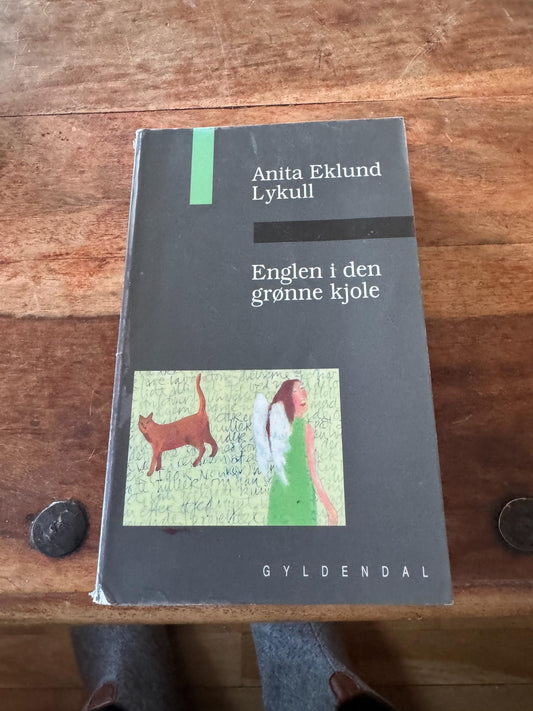 Anita Eklund
Lykull
Englen i den
grønne kjole
GYLDENDAL